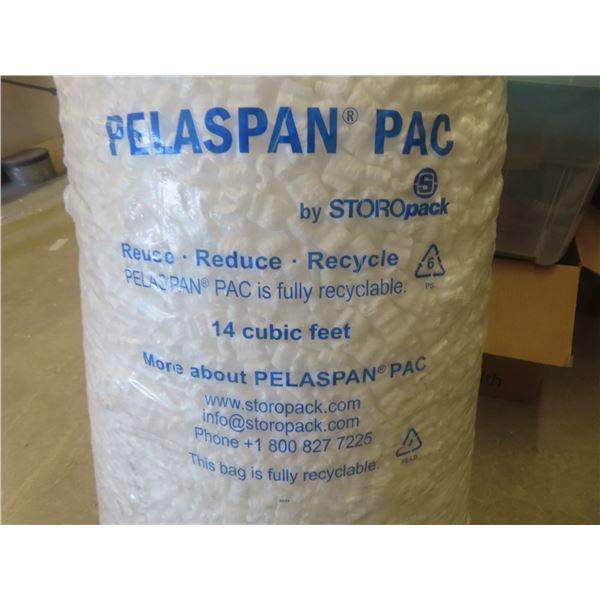 PELASPAN® PAC
S
by STOROpack
Reuse · Reduce · Recycle
PELASPAN® PAC is fully recyclable.
6
PS
14 cubic feet
More about PELASPAN® PAC
www.storopack.com
info@storopack.com
Phone +1 800 827 7225
This bag is fully recyclable.
4
PE-LD
lth